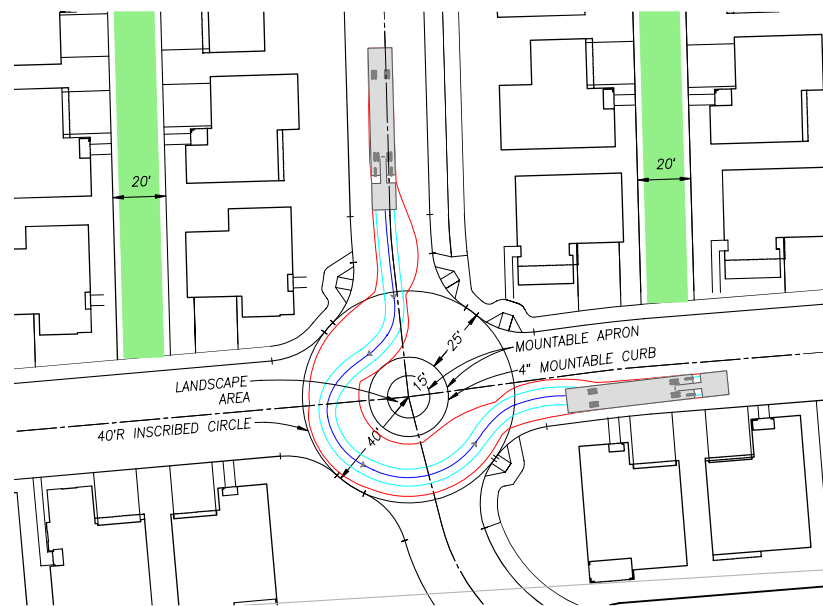 20'
20'
25'
MOUNTABLE APRON
4" MOUNTABLE CURB
15'
LANDSCAPE
AREA
40'R INSCRIBED CIRCLE
40'